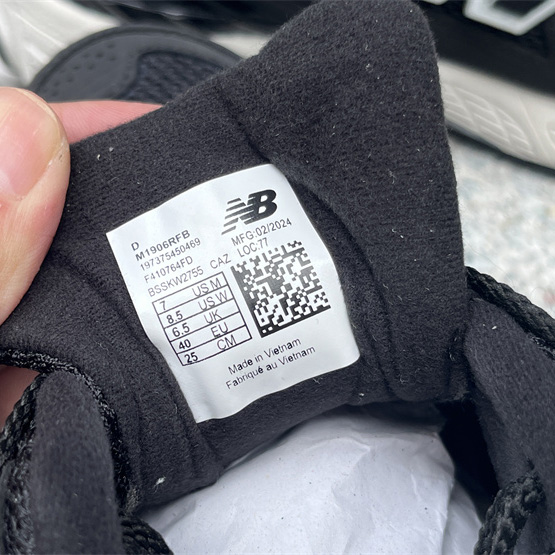 D
M1906RFB
197375450469
F410764FD
BSSKW2755 CAZ
NB
MFG:02/2024
LOC:77
7 US M
8.5 US W
6.5 UK
40 EU
25 CM
Made in Vietnam
Fabriqué au Vietnam